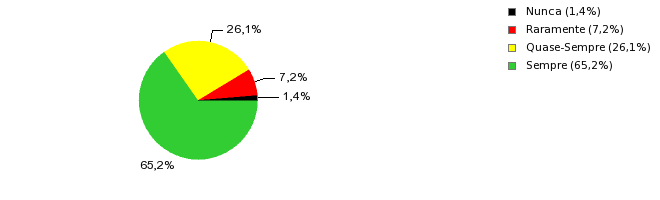 26,1%
7,2%
1,4%
65,2%
Nunca (1,4%)
Raramente (7,2%)
Quase-Sempre (26,1%)
Sempre (65,2%)